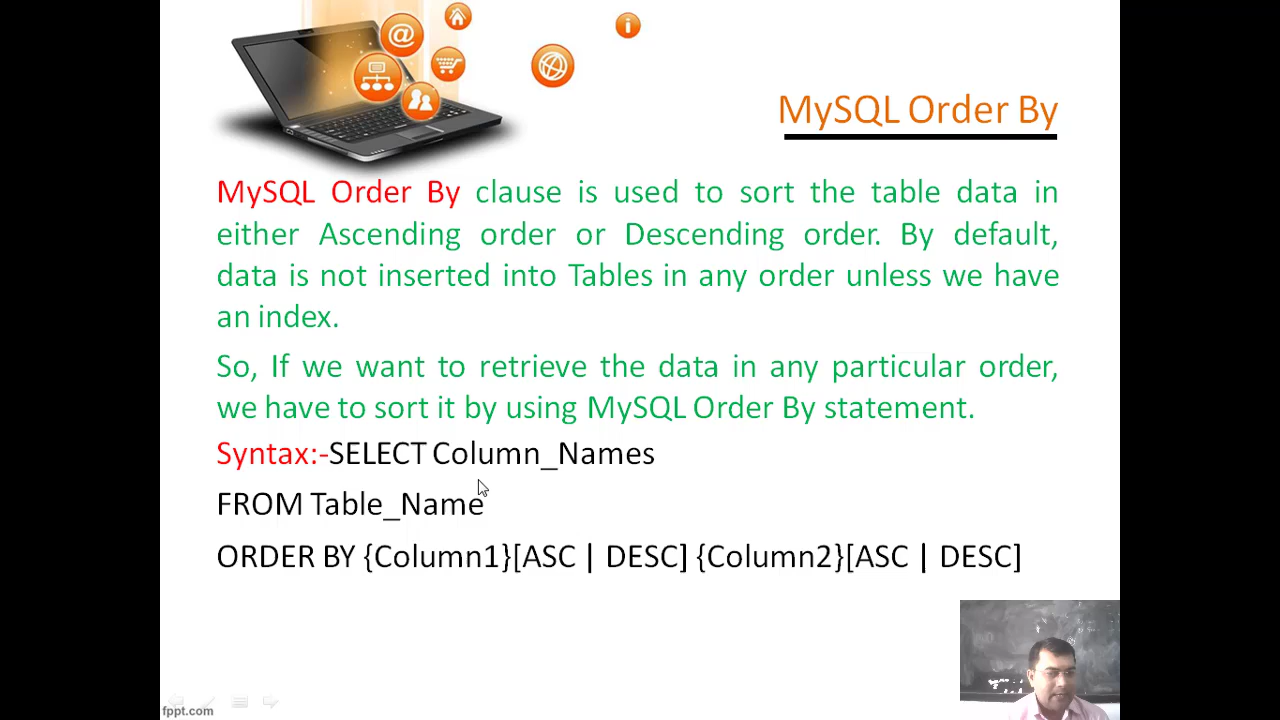 MySQL Order By
MySQL Order By clause is used to sort the table data in
either Ascending order or Descending order. By default,
data is not inserted into Tables in any order unless we have
an index.
So, If we want to retrieve the data in any particular order,
we have to sort it by using MySQL Order By statement.
Syntax:-SELECT Column_Names
FROM Table_Name
ORDER BY {Column1}[ASC | DESC] {Column2}[ASC | DESC]
fppt.com